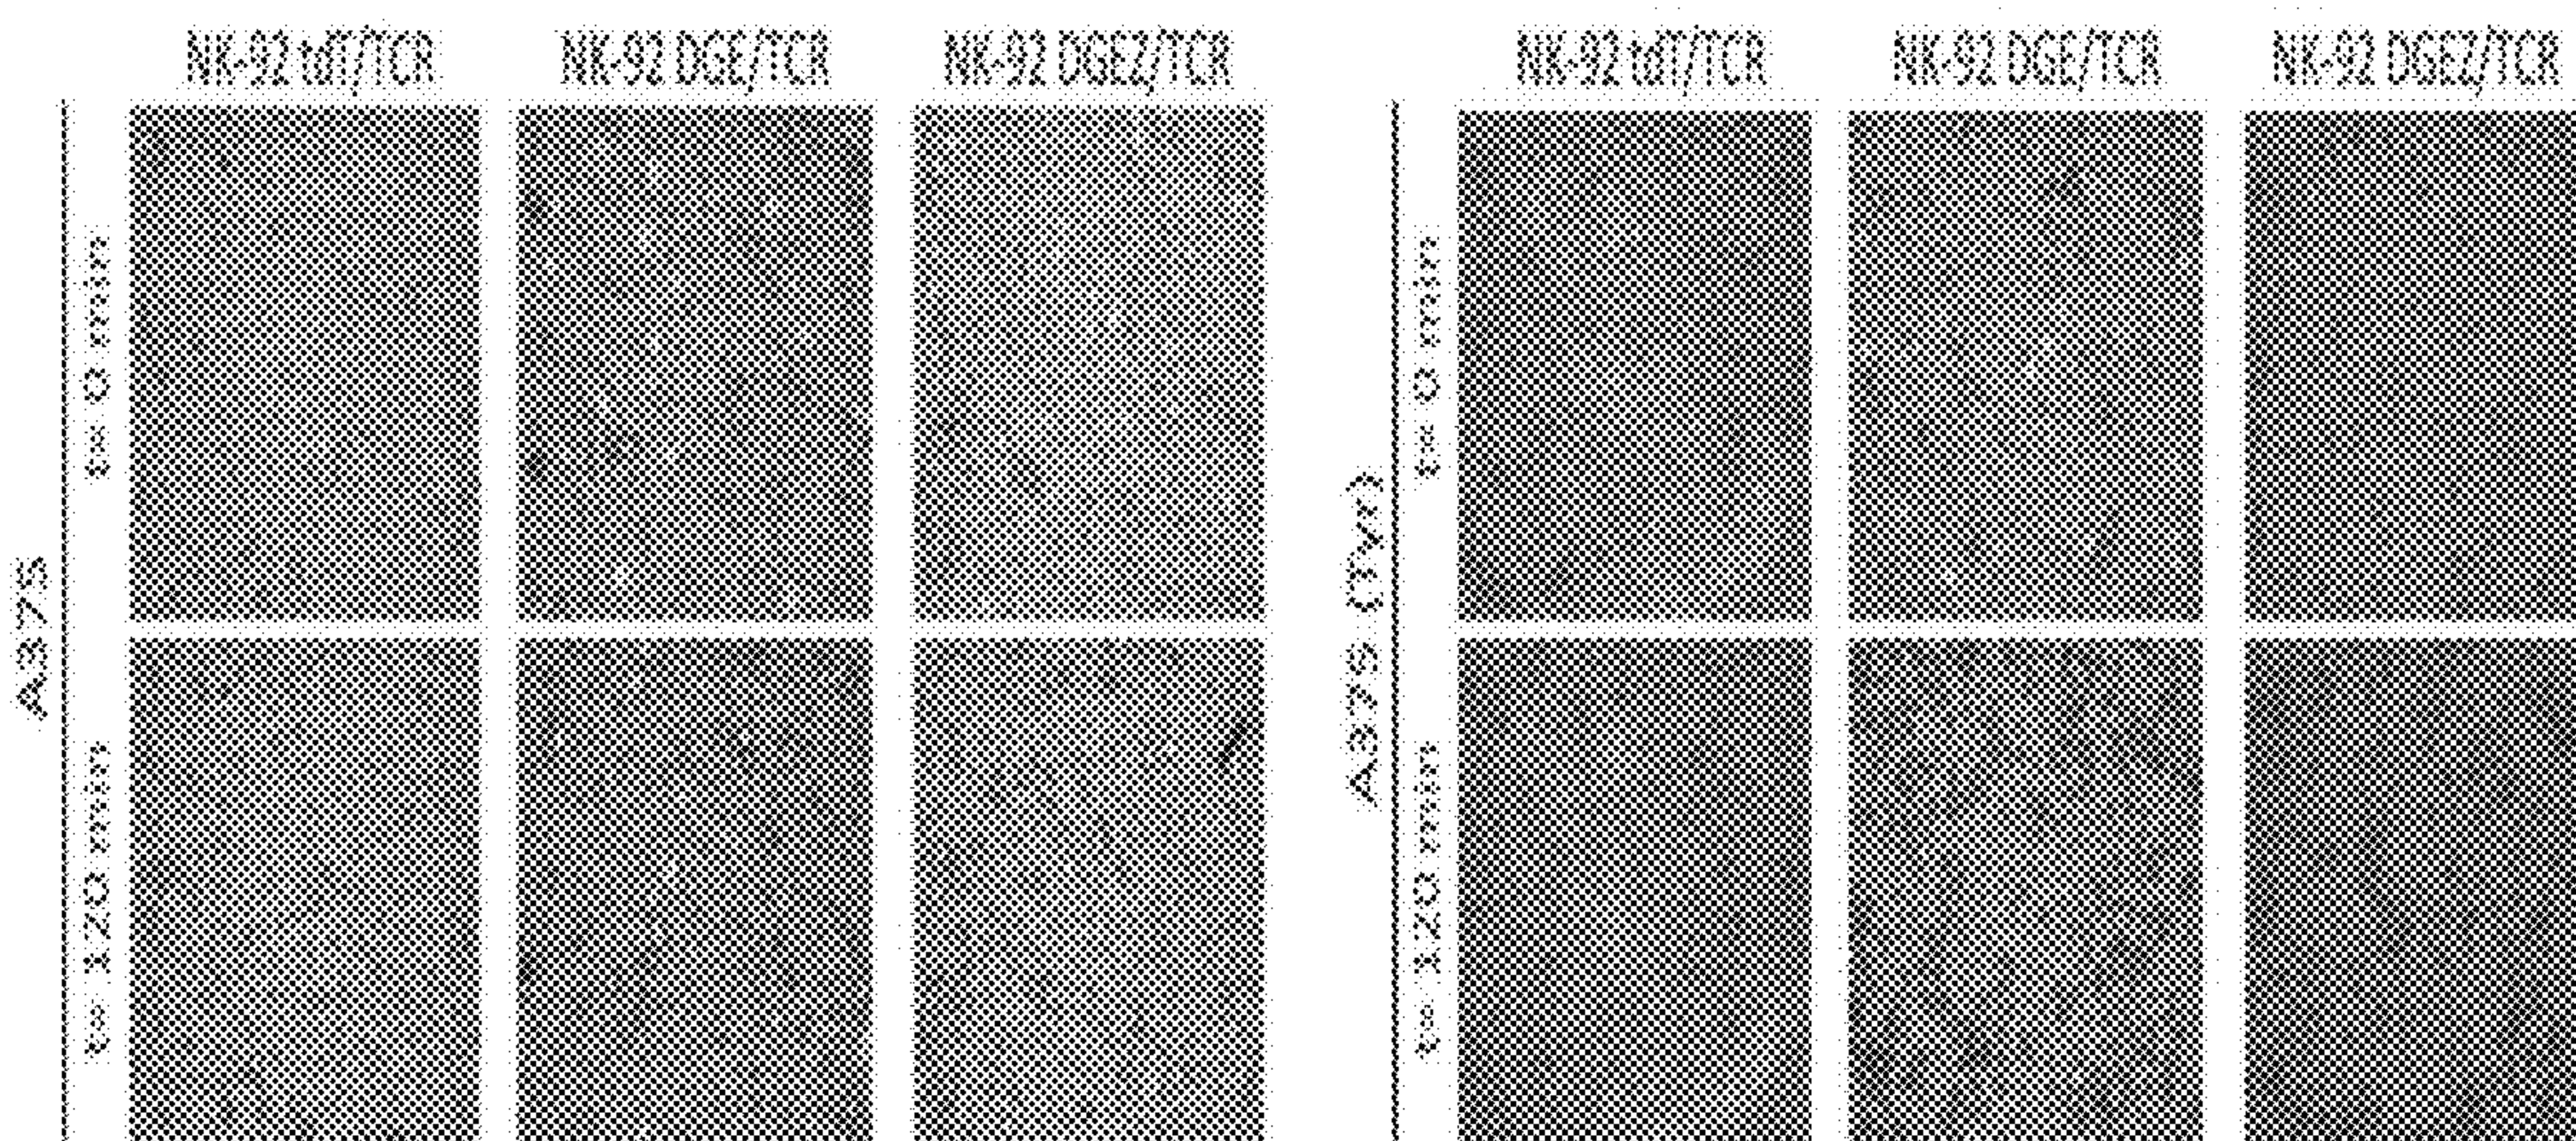 NK-92 tdT/TCR NK-92 DGE/TCR NK-92 DGEZ/TCR
A375
t= 0 min
t= 120 min
NK-92 tdT/TCR NK-92 DGE/TCR NK-92 DGEZ/TCR
A375 (Tyr)
t= 0 min
t= 120 min